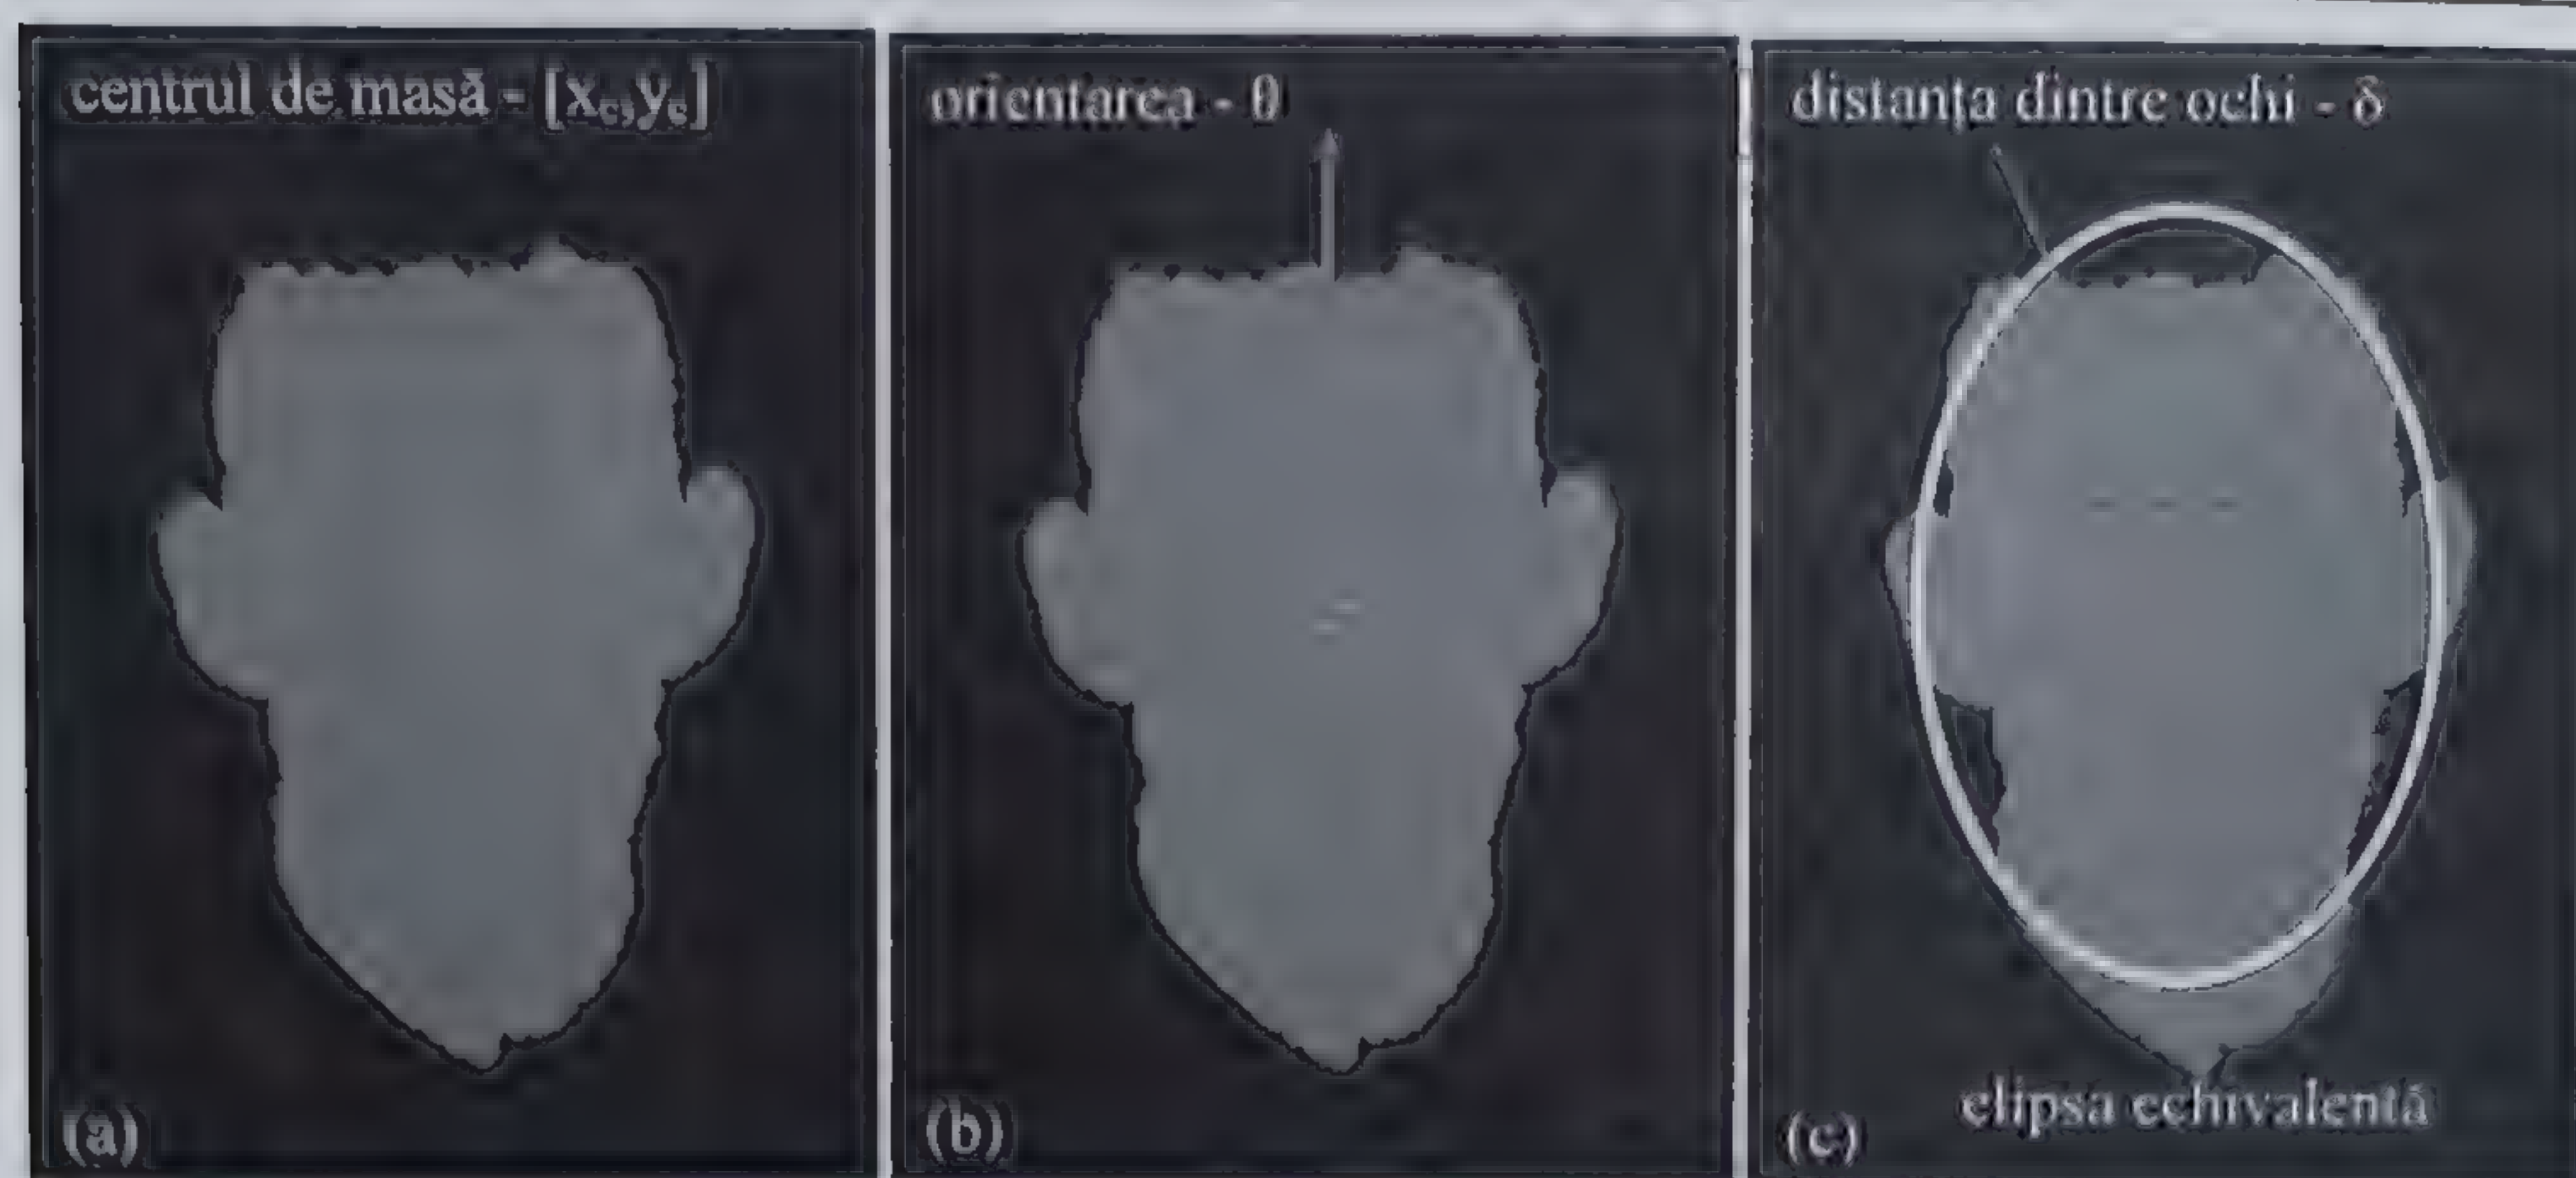 centrul de masă - [xc,yc]
orientarea - θ
distanța dintre ochi - δ
(a)
(b)
(c)
elipsa echivalentă